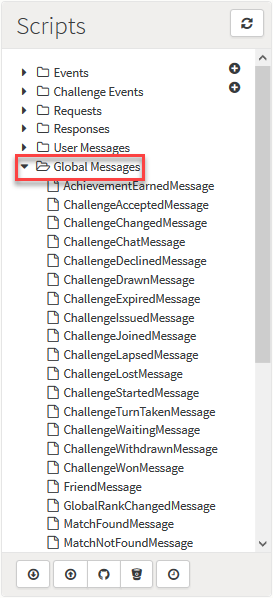 Scripts
Events
Challenge Events
Requests
Responses
User Messages
Global Messages
AchievementEarnedMessage
ChallengeAcceptedMessage
ChallengeChangedMessage
ChallengeChatMessage
ChallengeDeclinedMessage
ChallengeDrawnMessage
ChallengeExpiredMessage
ChallengeIssuedMessage
ChallengeJoinedMessage
ChallengeLapsedMessage
ChallengeLostMessage
ChallengeStartedMessage
ChallengeTurnTakenMessage
ChallengeWaitingMessage
ChallengeWithdrawnMessage
ChallengeWonMessage
FriendMessage
GlobalRankChangedMessage
MatchFoundMessage
MatchNotFoundMessage